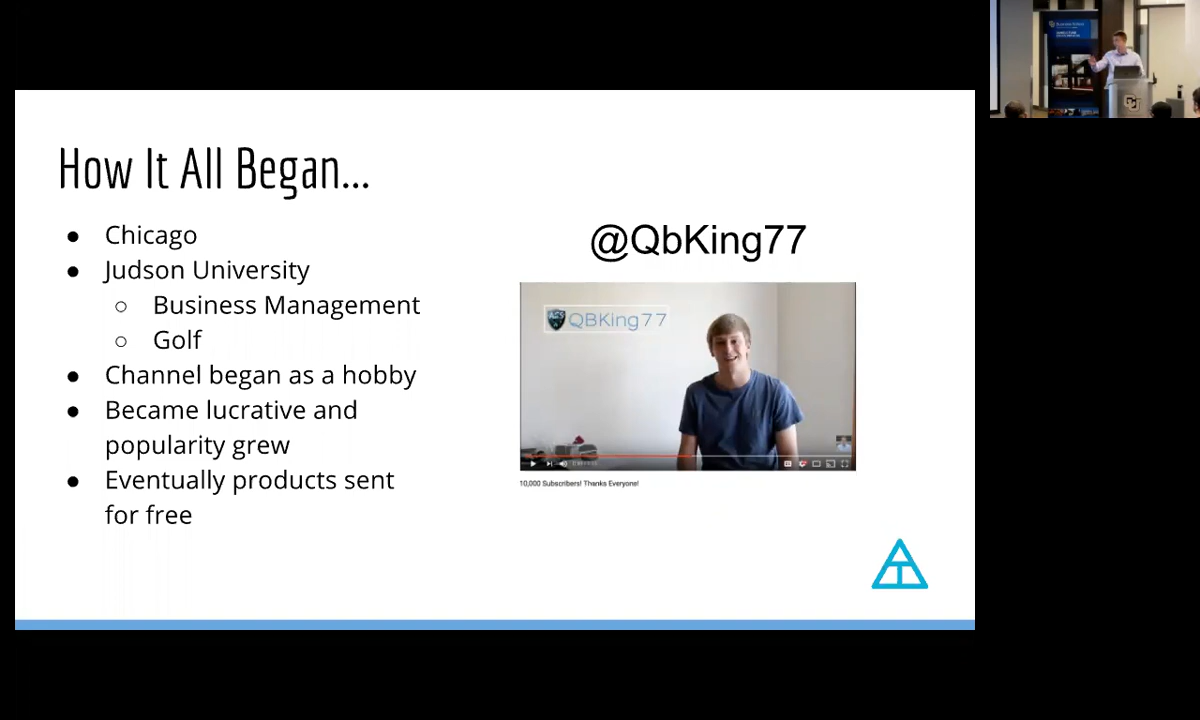 How It All Began...
● Chicago
● Judson University
○ Business Management
○ Golf
● Channel began as a hobby
● Became lucrative and
popularity grew
● Eventually products sent
for free
@QbKing77
QBKing77
10,000 Subscribers! Thanks Everyone!